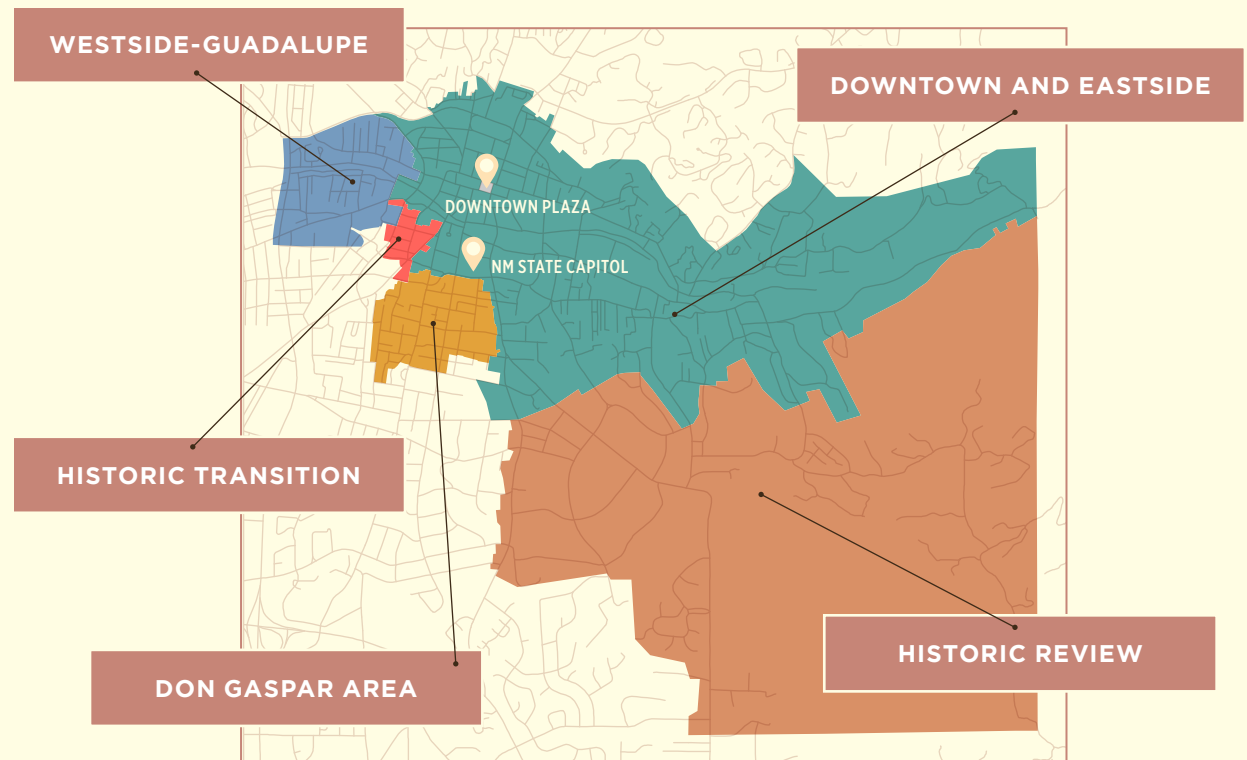 WESTSIDE-GUADALUPE
DOWNTOWN AND EASTSIDE
DOWNTOWN PLAZA
NM STATE CAPITOL
HISTORIC TRANSITION
HISTORIC REVIEW
DON GASPAR AREA